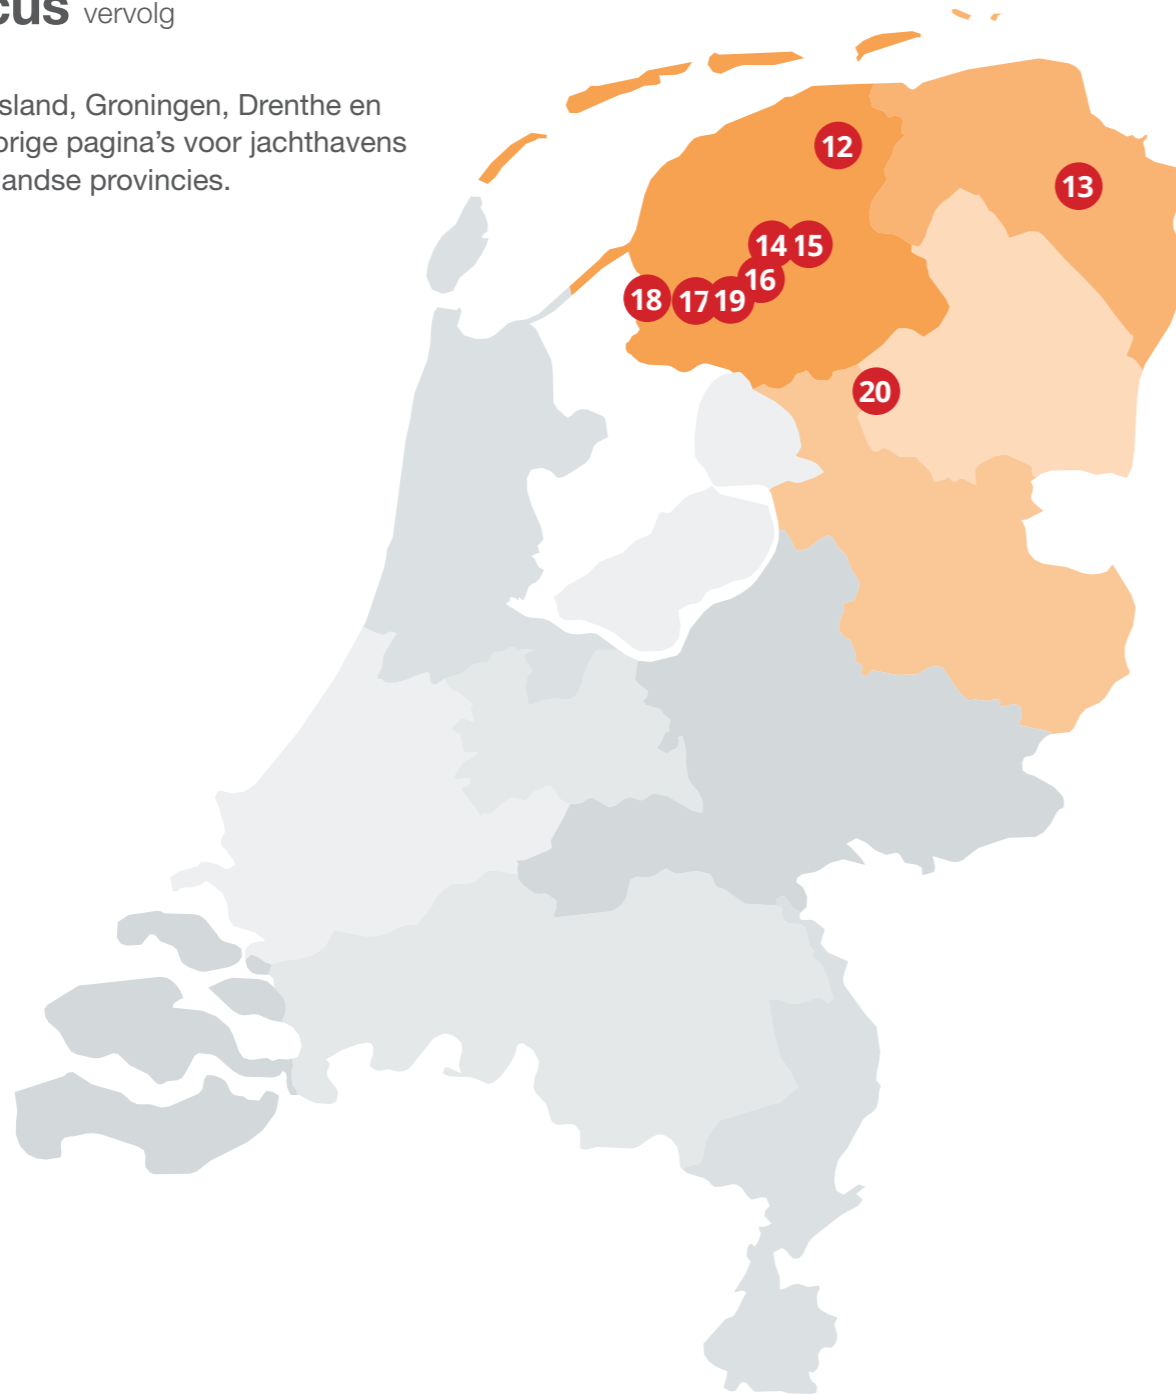 cus vervolg
sland, Groningen, Drenthe en
orige pagina's voor jachthavens
landse provincies.
12
13
14 15
16
18 17 19
20